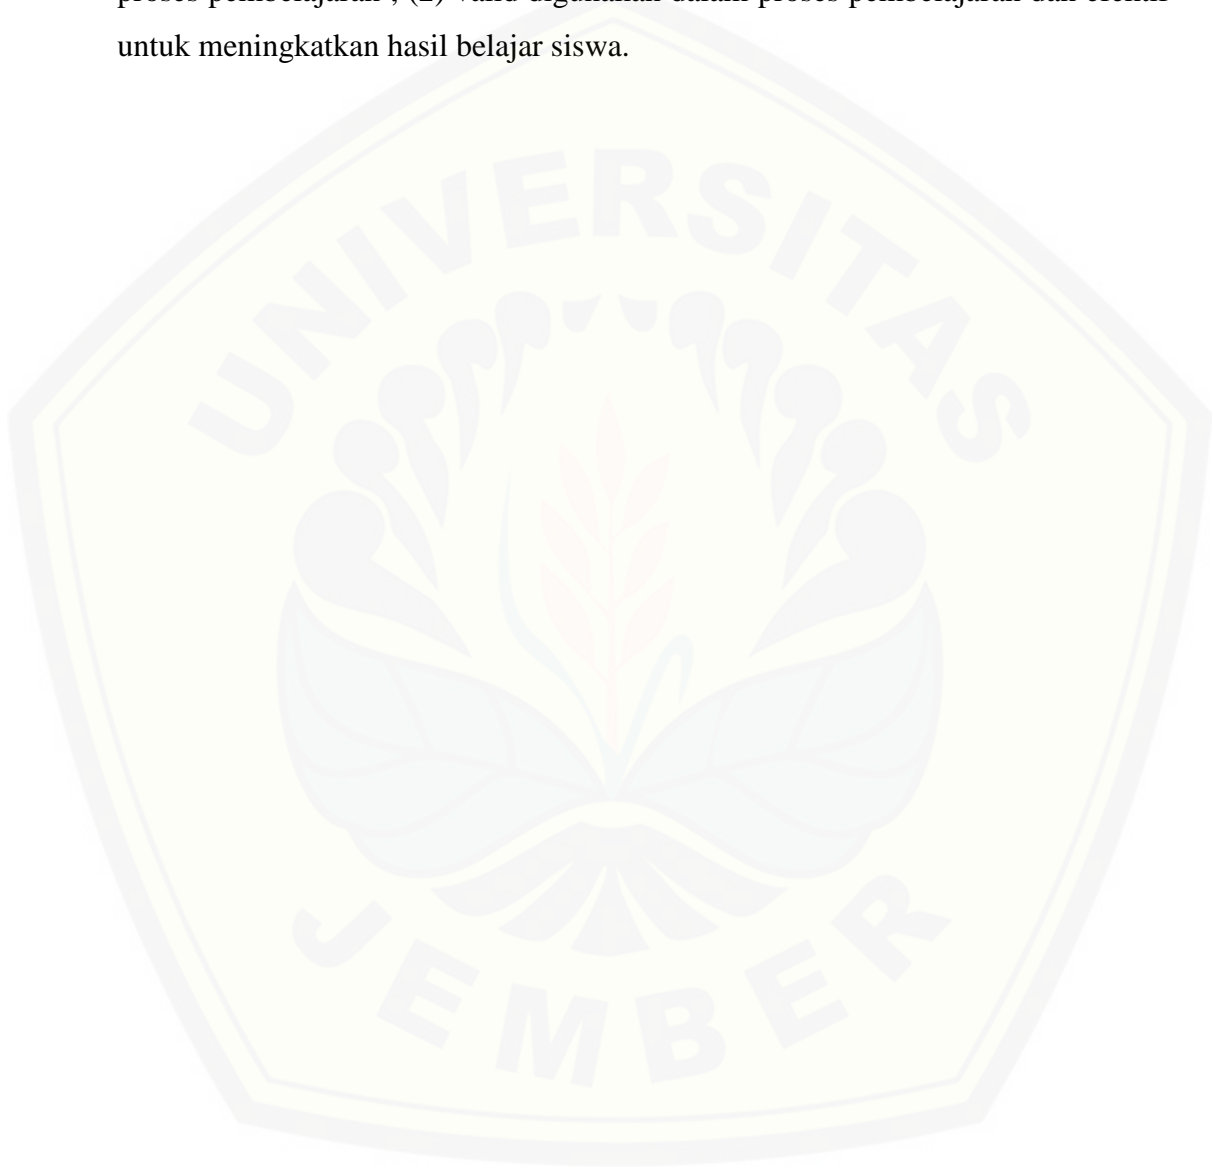 proses pembelajaran ; (2) valid digunakan dalam proses pembelajaran dan efektif
untuk meningkatkan hasil belajar siswa.
UNIVERSITAS
JEMBER